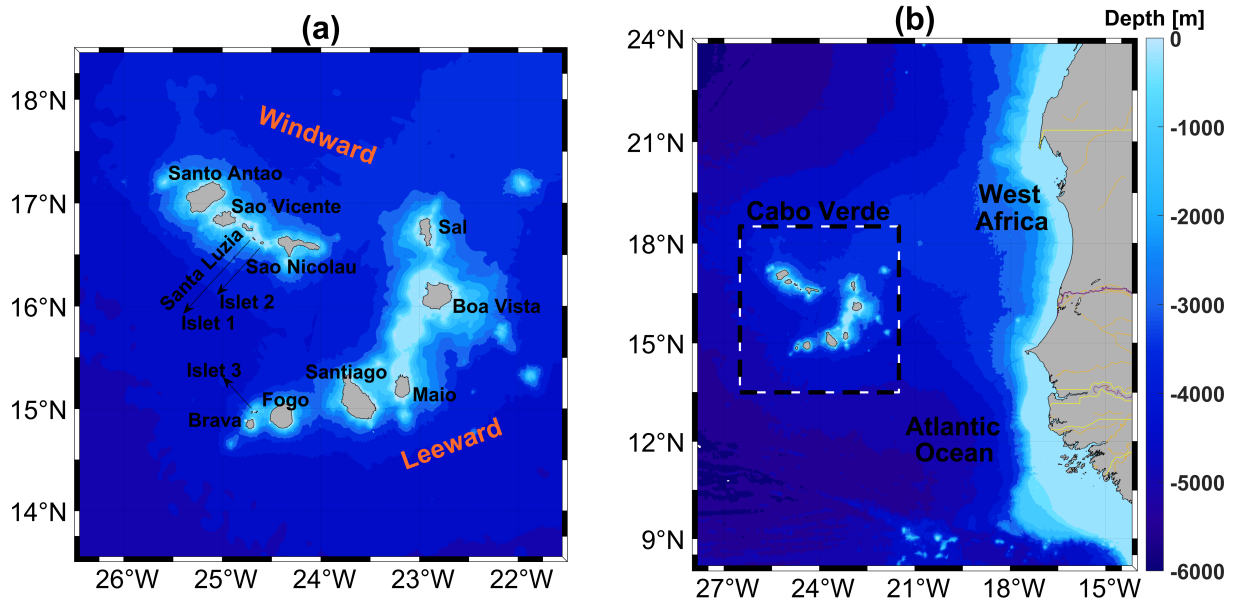 (a)
18°N
17°N
16°N
15°N
14°N
26°W
25°W
24°W
23°W
22°W
Windward
Santo Antao
Sao Vicente
Santa Luzia
Sao Nicolau
Islet 2
Islet 1
Sal
Boa Vista
Islet 3
Santiago
Fogo
Maio
Brava
Leeward
(b)
Depth [m]
24°N
21°N
18°N
15°N
12°N
9°N
27°W
24°W
21°W
18°W
15°W
West
Africa
Cabo Verde
Atlantic
Ocean
0
-1000
-2000
-3000
-4000
-5000
-6000